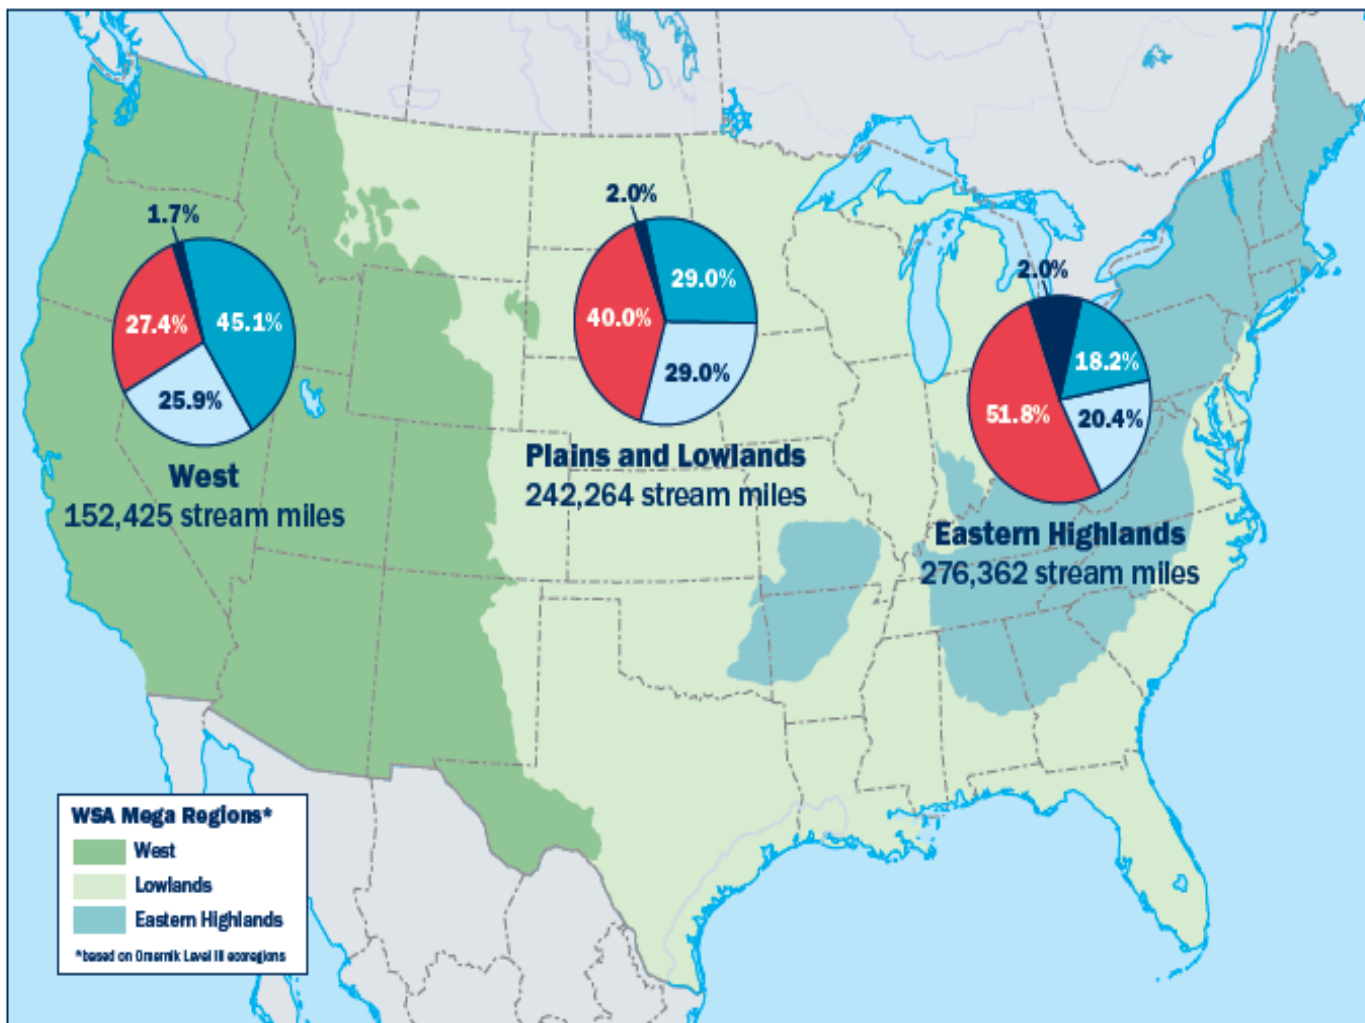 1.7%
45.1%
27.4%
25.9%
West
152,425 stream miles
2.0%
29.0%
40.0%
29.0%
Plains and Lowlands
242,264 stream miles
2.0%
18.2%
51.8%
20.4%
Eastern Highlands
276,362 stream miles
WSA Mega Regions*
West
Lowlands
Eastern Highlands
*based on Omernik Level III ecoregions